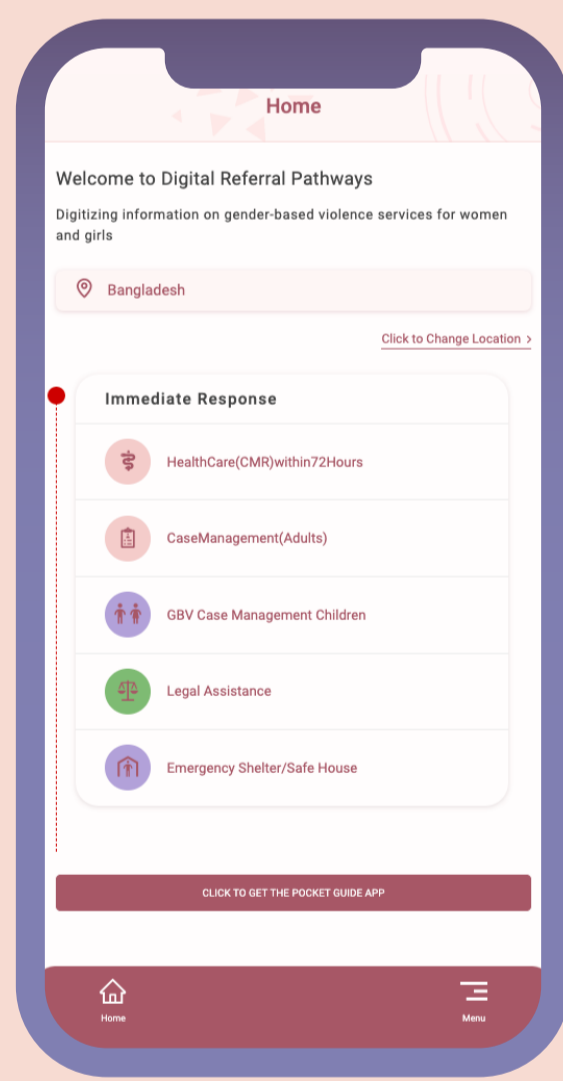 Home
Welcome to Digital Referral Pathways
Digitizing information on gender-based violence services for women
and girls
Bangladesh
Click to Change Location >
Immediate Response
HealthCare(CMR)within72Hours
CaseManagement(Adults)
GBV Case Management Children
Legal Assistance
Emergency Shelter/Safe House
CLICK TO GET THE POCKET GUIDE APP
Home
Menu